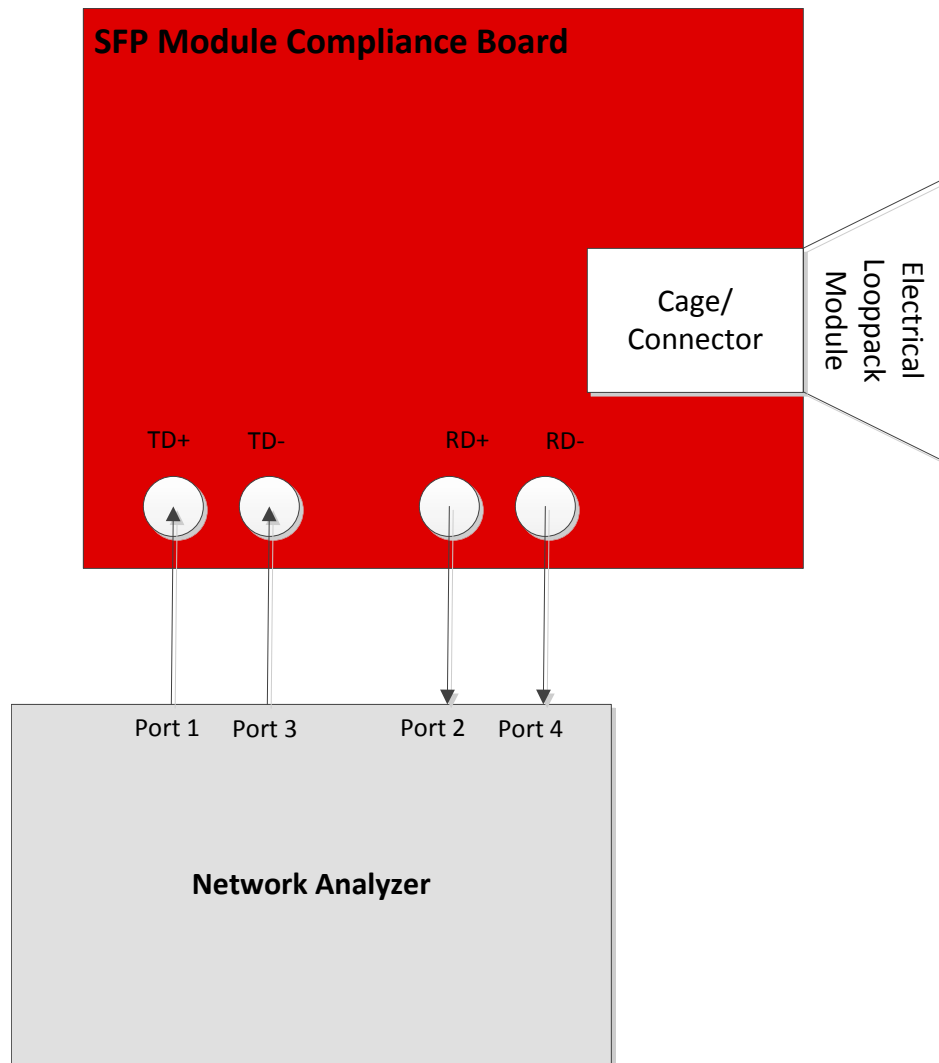 SFP Module Compliance Board
Cage/
Connector
Electrical
Looppack
Module
TD+
TD-
RD+
RD-
Port 1
Port 3
Port 2
Port 4
Network Analyzer